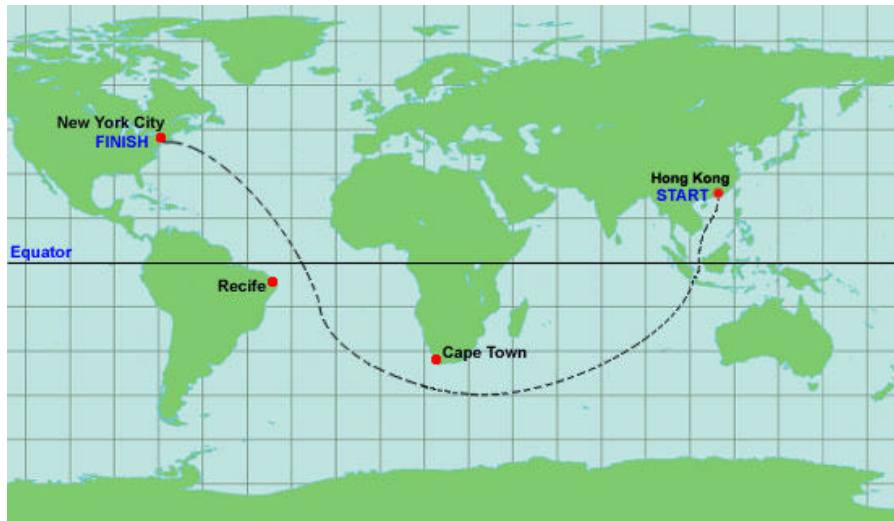 New York City
FINISH
Hong Kong
START
Equator
Recife
Cape Town